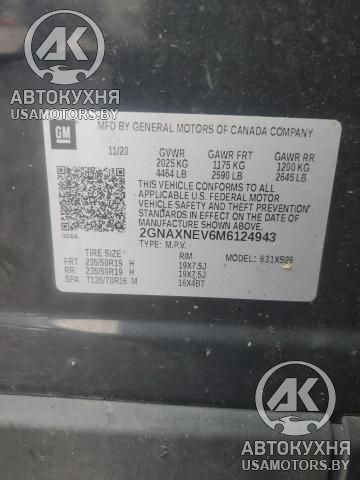 АК
АК
АВТОКУХНЯ
USAMOTORS.BY
GM
MFD BY GENERAL MOTORS OF CANADA COMPANY
11/20 GVWR GAWR FRT GAWR RR
2025 KG 1175 KG 1200 KG
4464 LB 2590 LB 2645 LB
THIS VEHICLE CONFORMS TO ALL APPLICABLE U.S. FEDERAL MOTOR
VEHICLE SAFETY AND THEFT PREVENTION
STANDARDS IN EFFECT ON THE DATE OF
MANUFACTURE SHOWN ABOVE.
2GNAXNEV6M6124943
TYPE: M.P.V.
TIRE SIZE RIM MODEL: 631XS26
FRT 235/50R19 H 19X7.5J
RR 235/50R19 H 19X7.5J
SPA T135/70R16 M 16X4BT
АК
АВТОКУХНЯ
USAMOTORS.BY